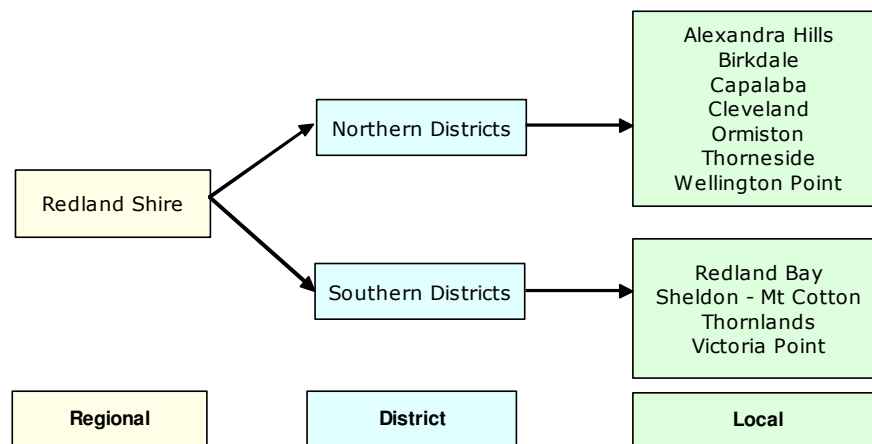 Redland Shire
Northern Districts
Southern Districts
Alexandra Hills
Birkdale
Capalaba
Cleveland
Ormiston
Thorneside
Wellington Point
Redland Bay
Sheldon - Mt Cotton
Thornlands
Victoria Point
Regional
District
Local